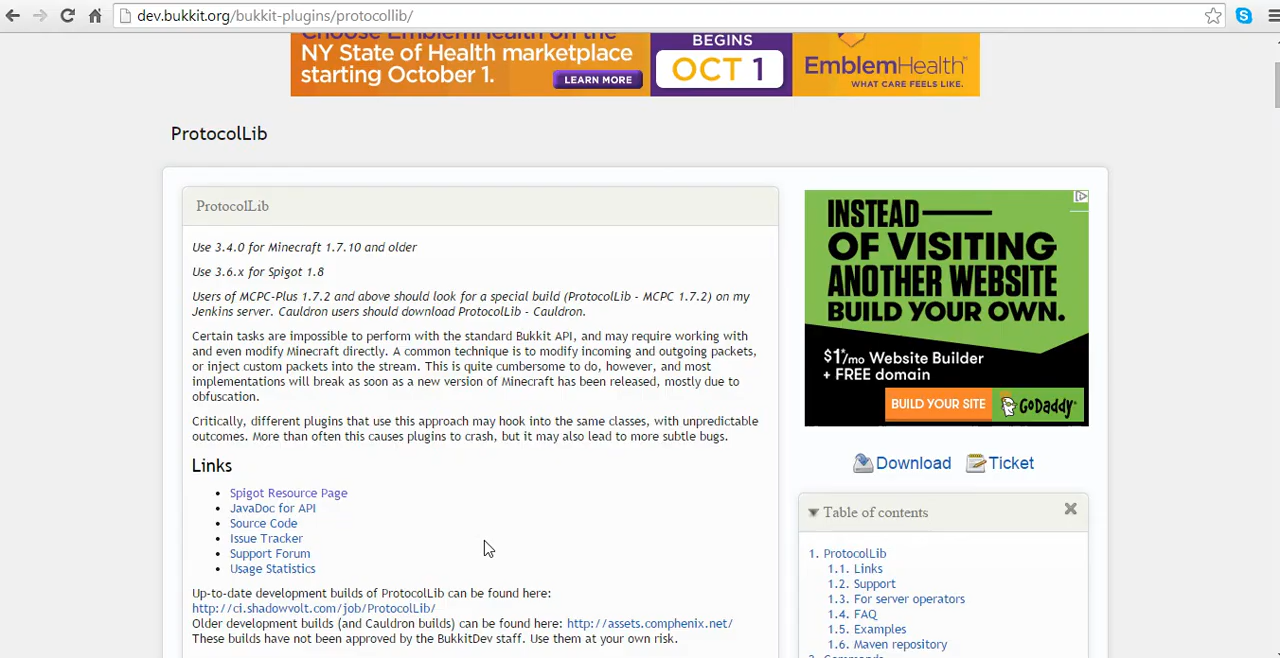 dev.bukkit.org/bukkit-plugins/protocollib/
Choose EmblemHealth on the
NY State of Health marketplace
starting October 1.
LEARN MORE
BEGINS
OCT 1
EmblemHealth
WHAT CARE FEELS LIKE.
ProtocolLib
ProtocolLib
Use 3.4.0 for Minecraft 1.7.10 and older
Use 3.6.x for Spigot 1.8
Users of MCPC-Plus 1.7.2 and above should look for a special build (ProtocolLib - MCPC 1.7.2) on my
Jenkins server. Cauldron users should download ProtocolLib - Cauldron.
Certain tasks are impossible to perform with the standard Bukkit API, and may require working with
and even modify Minecraft directly. A common technique is to modify incoming and outgoing packets,
or inject custom packets into the stream. This is quite cumbersome to do, however, and most
implementations will break as soon as a new version of Minecraft has been released, mostly due to
obfuscation.
Critically, different plugins that use this approach may hook into the same classes, with unpredictable
outcomes. More than often this causes plugins to crash, but it may also lead to more subtle bugs.
Links
Spigot Resource Page
JavaDoc for API
Source Code
Issue Tracker
Support Forum
Usage Statistics
Up-to-date development builds of ProtocolLib can be found here:
http://ci.shadowvolt.com/job/ProtocolLib/
Older development builds (and Cauldron builds) can be found here: http://assets.comphenix.net/
These builds have not been approved by the BukkitDev staff. Use them at your own risk.
INSTEAD
OF VISITING
ANOTHER WEBSITE
BUILD YOUR OWN.
$1*/mo Website Builder
+ FREE domain
BUILD YOUR SITE
GoDaddy
Download Ticket
Table of contents
1. ProtocolLib
1.1. Links
1.2. Support
1.3. For server operators
1.4. FAQ
1.5. Examples
1.6. Maven repository
2. Commands